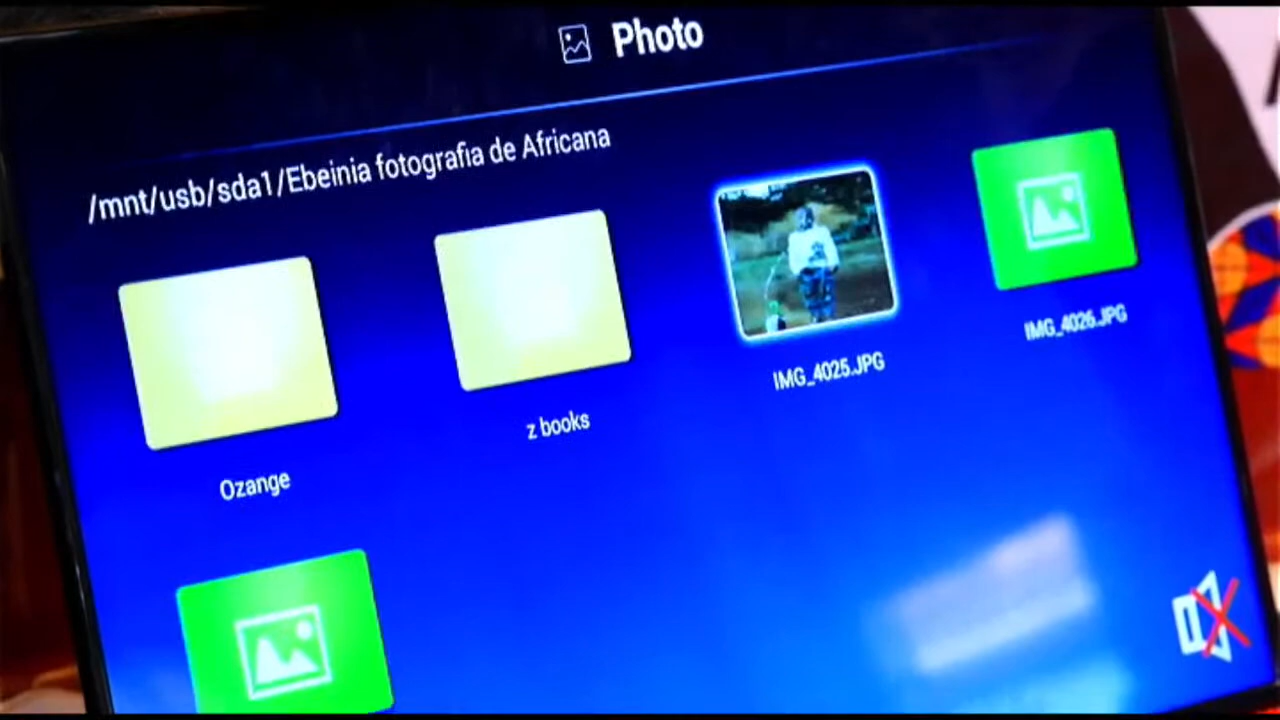 Photo
/mnt/usb/sda1/Ebeinia fotografia de Africana
Ozange
z books
IMG_4025.JPG
IMG_4026.JPG